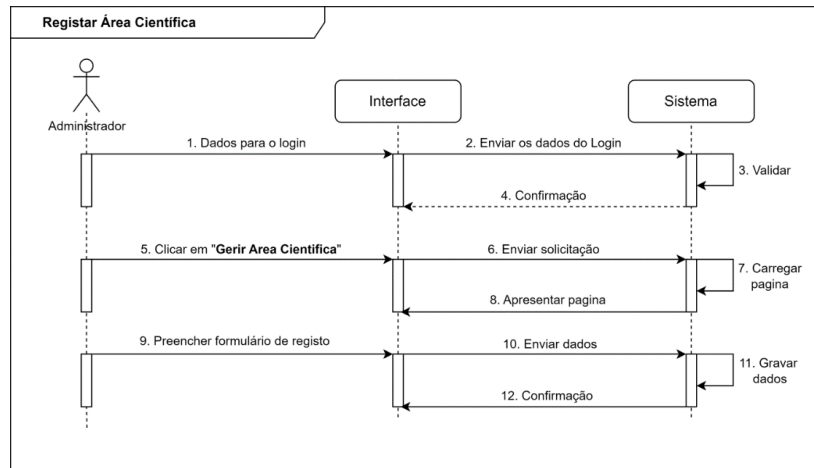 Registar Área Científica
Interface
Sistema
Administrador
1. Dados para o login
2. Enviar os dados do Login
3. Validar
4. Confirmação
5. Clicar em "Gerir Area Cientifica"
6. Enviar solicitação
7. Carregar
pagina
8. Apresentar pagina
9. Preencher formulário de registo
10. Enviar dados
11. Gravar
dados
12. Confirmação